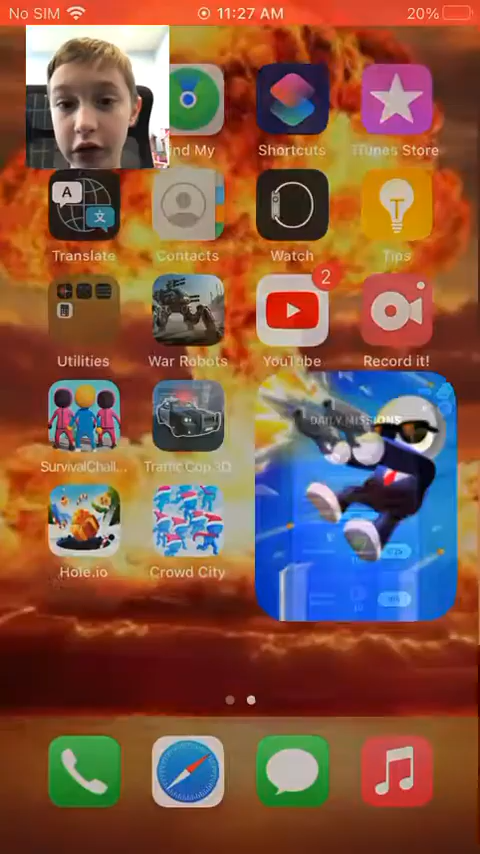 No SIM 11:27 AM 20%
ind My Shortcuts iTunes Store
A 文
Translate Contacts Watch Tips
2
Utilities War Robots YouTube Record it!
DAILY MISSIONS
SurvivalChall... Traffic Cop 3D
Hole.io Crowd City